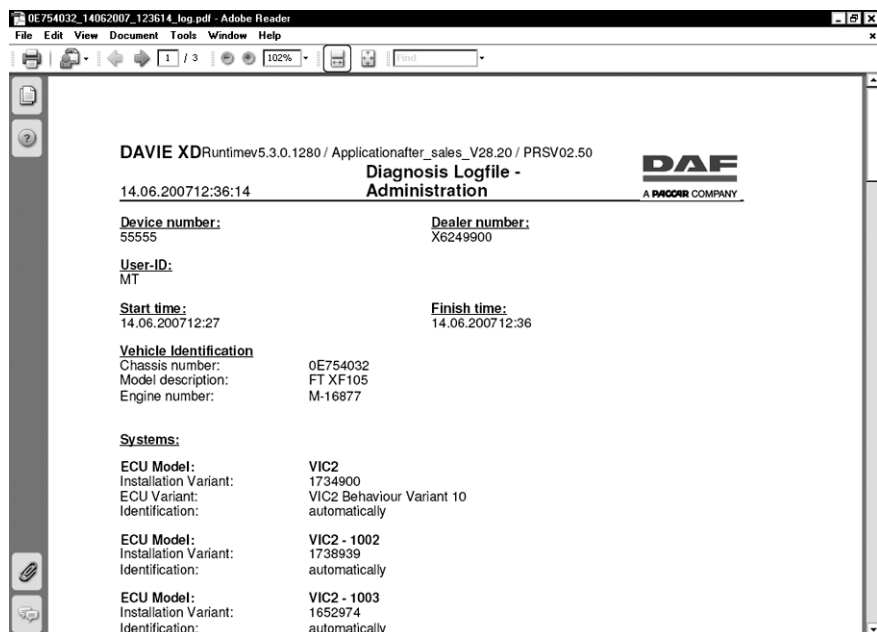 0E754032_14062007_123614_log.pdf - Adobe Reader
File Edit View Document Tools Window Help
1 / 3 102% Find
DAVIE XDRuntimev5.3.0.1280 / Applicationafter_sales_V28.20 / PRSV02.50
Diagnosis Logfile -
14.06.200712:36:14 Administration
DAF
A PACCAR COMPANY
Device number: Dealer number:
55555 X6249900
User-ID:
MT
Start time: Finish time:
14.06.200712:27 14.06.200712:36
Vehicle Identification
Chassis number: 0E754032
Model description: FT XF105
Engine number: M-16877
Systems:
ECU Model: VIC2
Installation Variant: 1734900
ECU Variant: VIC2 Behaviour Variant 10
Identification: automatically
ECU Model: VIC2 - 1002
Installation Variant: 1738939
Identification: automatically
ECU Model: VIC2 - 1003
Installation Variant: 1652974
Identification: automatically